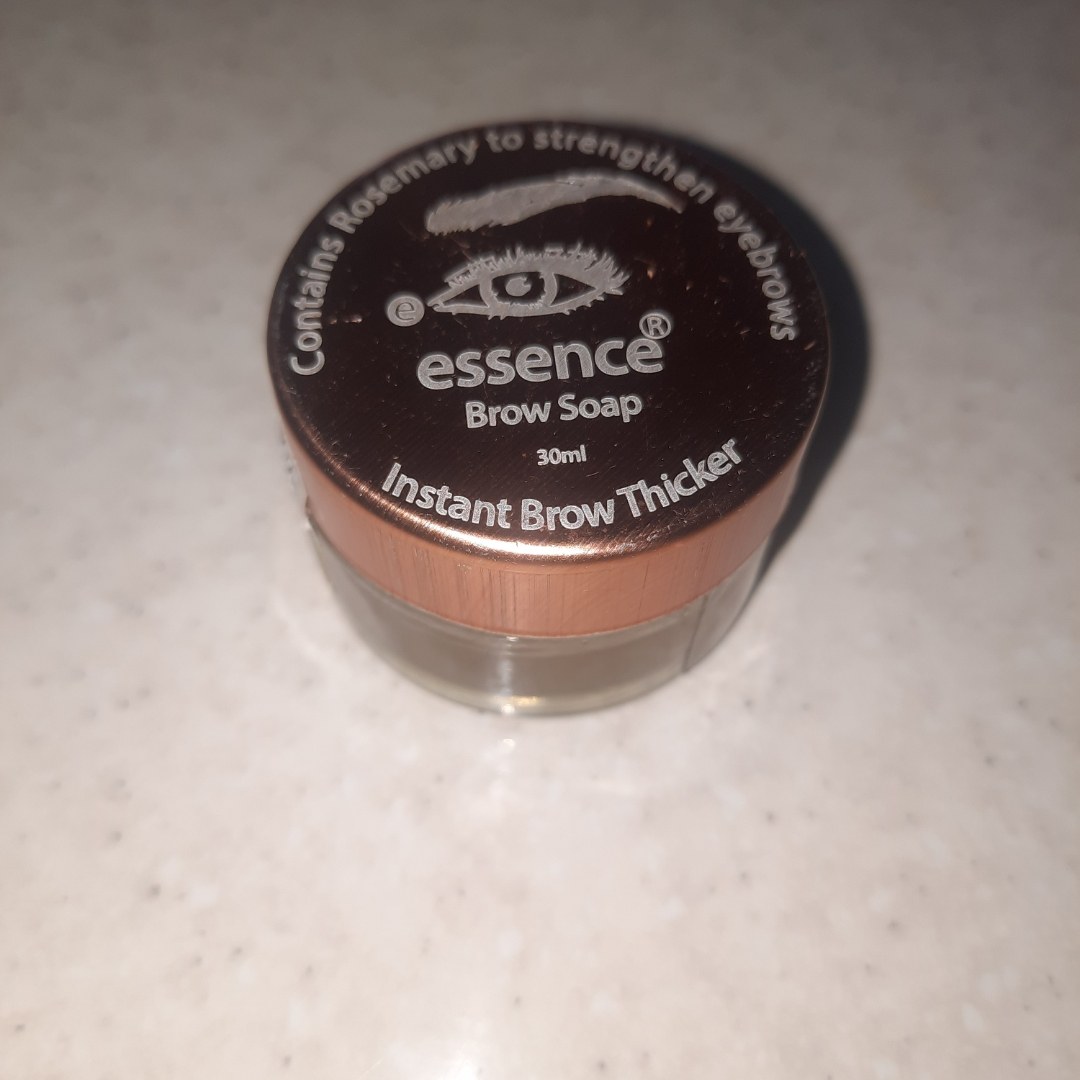 Contains Rosemary to strengthen eyebrows
e
essence®
Brow Soap
30ml
Instant Brow Thicker